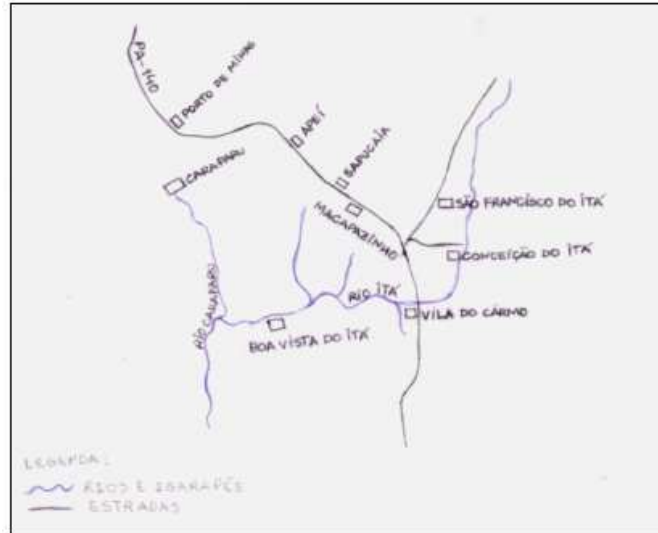 PA-140
PORTO DE MINAS
APEÍ
SAPUCAÍA
CARAPARU
MACAPAZINHO
SÃO FRANCISCO DO ITÁ
CONCEIÇÃO DO ITÁ
RIO CARAPARU
RIO ITÁ
VILA DO CÁRMO
BOA VISTA DO ITÁ
LEGENDA:
RIOS E IGARAPÉS
ESTRADAS